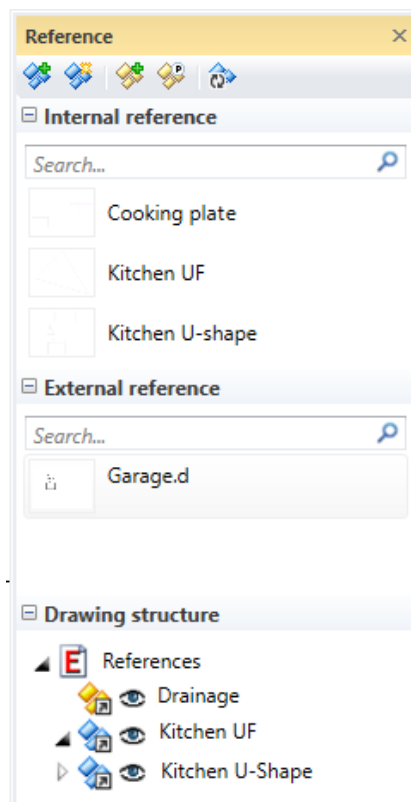 Reference
Internal reference
Search...
Cooking plate
Kitchen UF
Kitchen U-shape
External reference
Search...
Garage.d
Drawing structure
E References
Drainage
Kitchen UF
Kitchen U-Shape